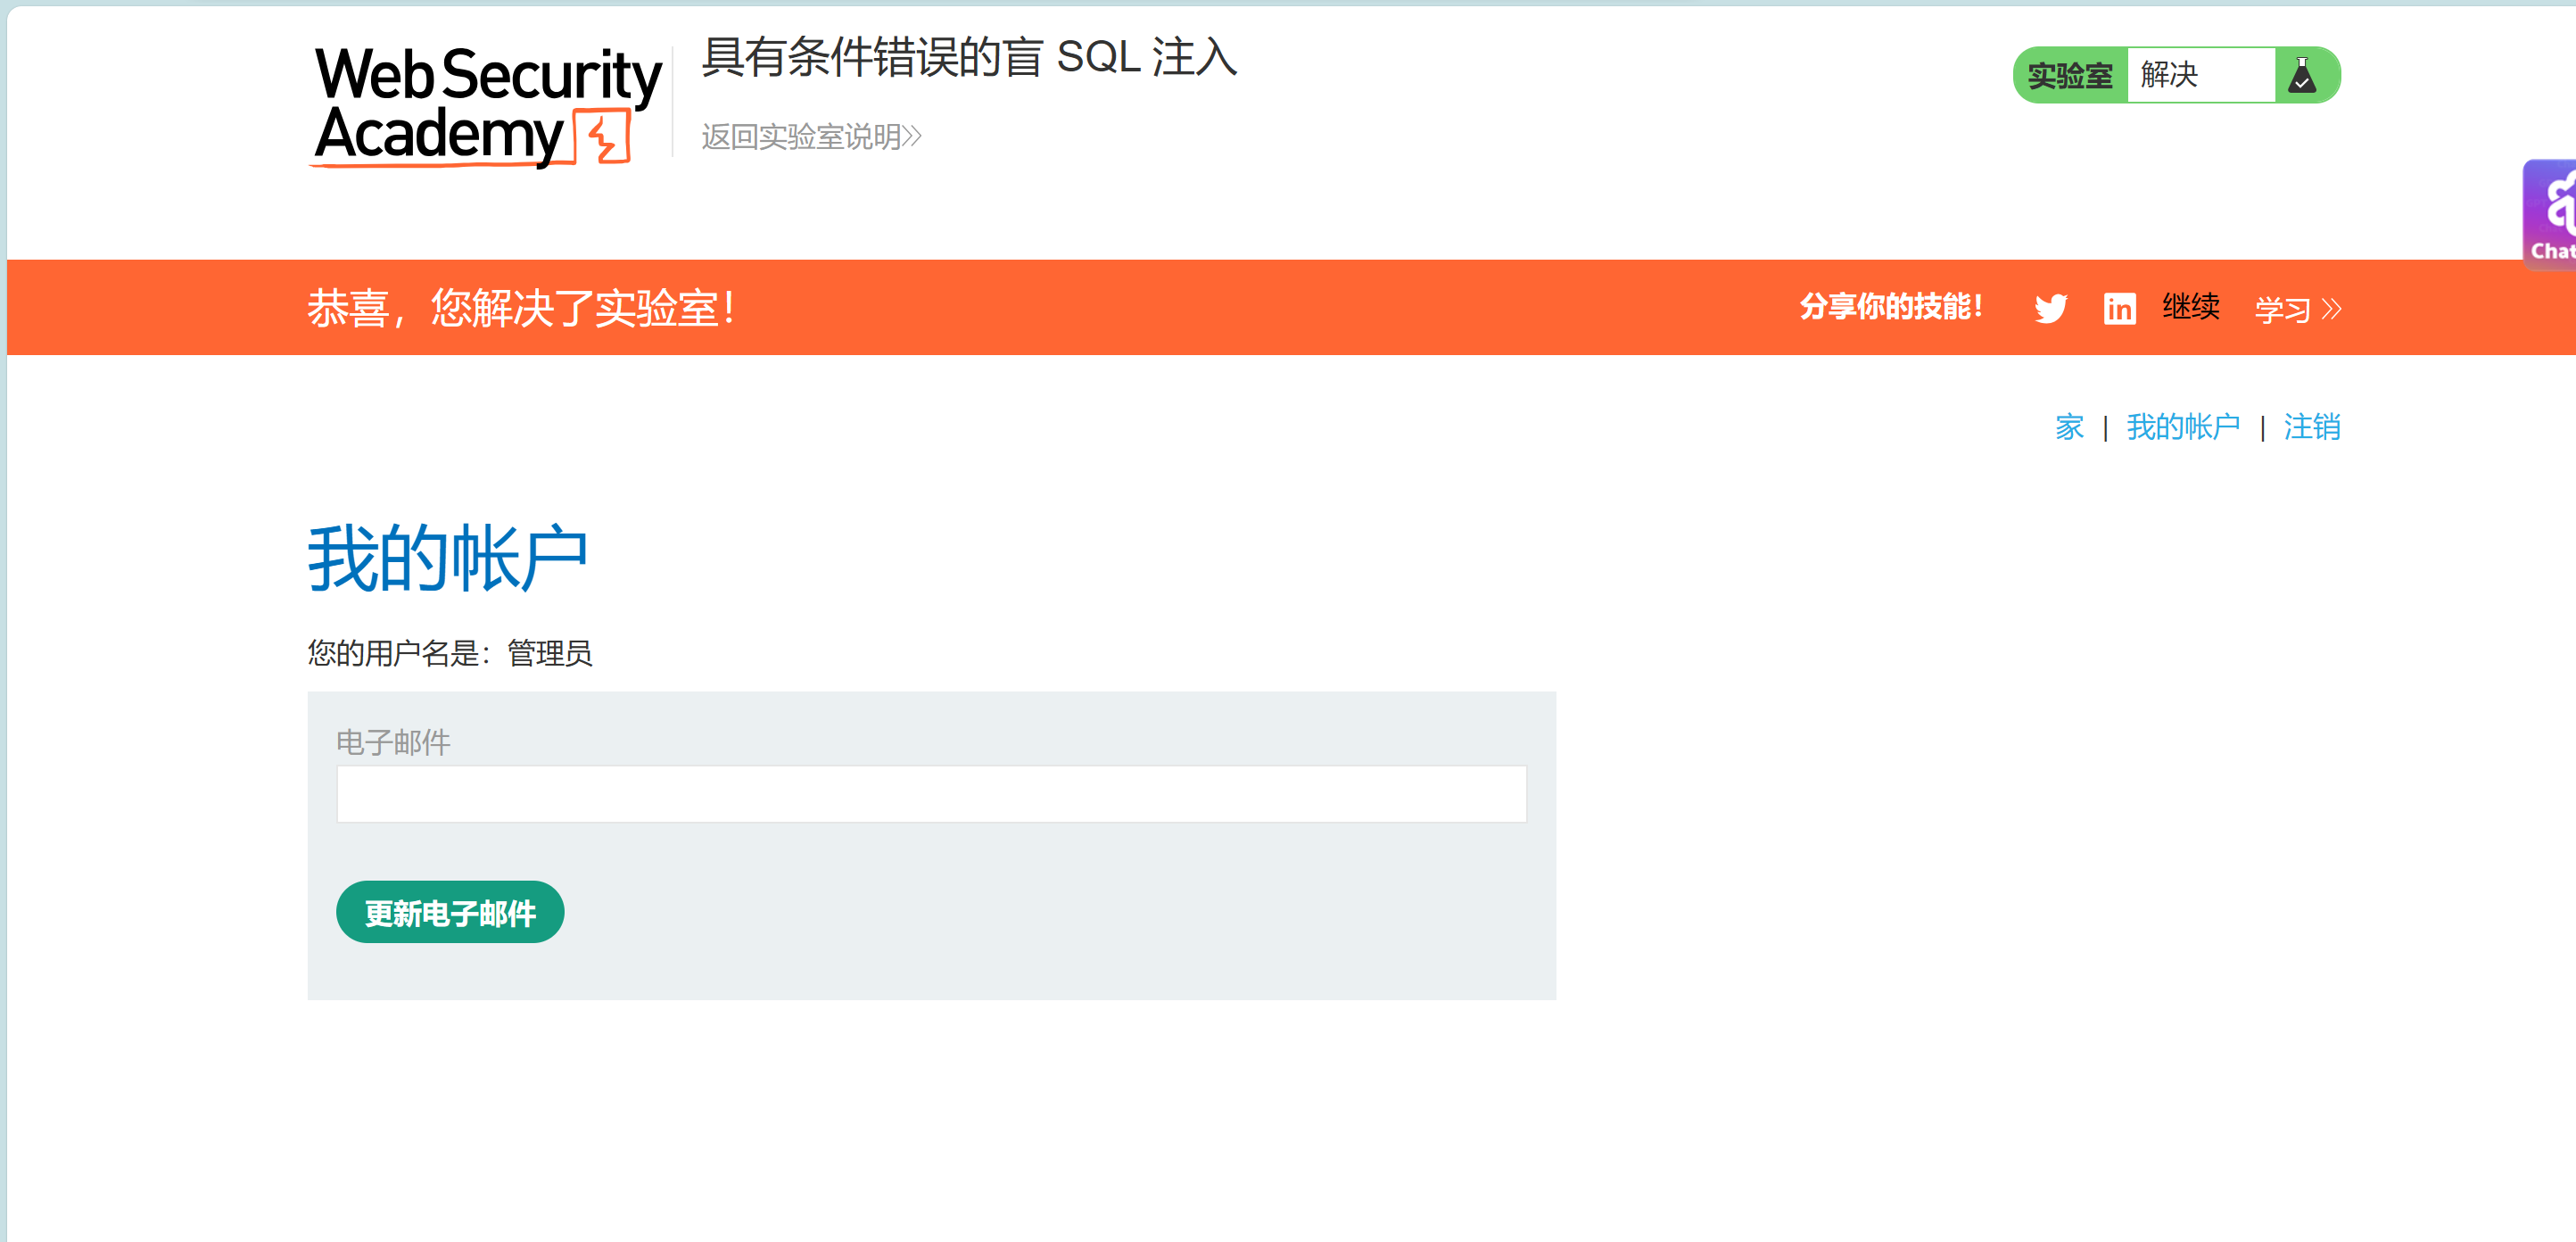 Web Security
Academy
具有条件错误的盲 SQL 注入
返回实验室说明
实验室 解决
Chat
恭喜，您解决了实验室！
分享你的技能！ in 继续 学习
家 | 我的帐户 | 注销
我的帐户
您的用户名是：管理员
电子邮件
更新电子邮件